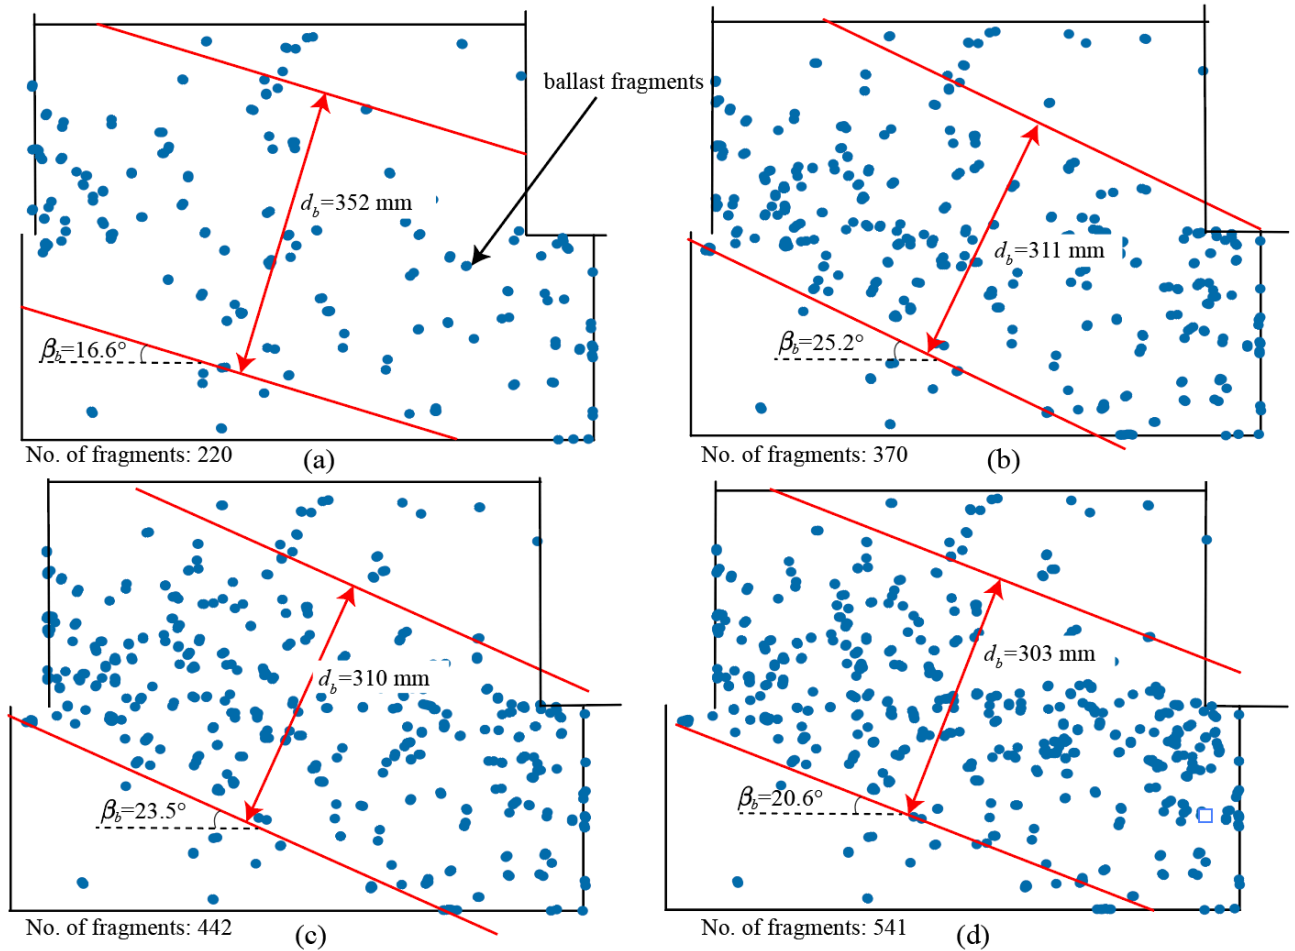 ballast fragments
d_b=352 mm
β_b=16.6°
No. of fragments: 220
(a)
d_b=311 mm
β_b=25.2°
No. of fragments: 370
(b)
d_b=310 mm
β_b=23.5°
No. of fragments: 442
(c)
d_b=303 mm
β_b=20.6°
No. of fragments: 541
(d)